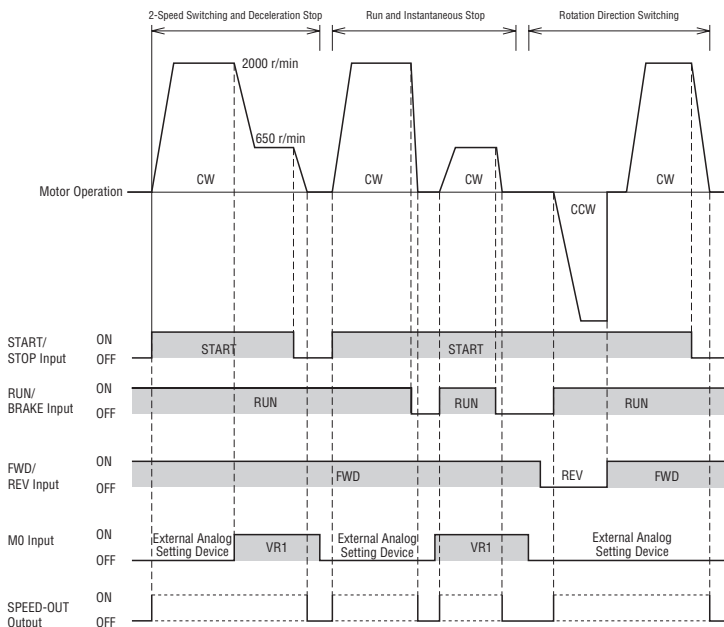 2-Speed Switching and Deceleration Stop
Run and Instantaneous Stop
Rotation Direction Switching
2000 r/min
650 r/min
CW
CW
CW
CW
Motor Operation
CCW
START/
STOP Input
ON
OFF
START
START
RUN/
BRAKE Input
ON
OFF
RUN
RUN
RUN
FWD/
REV Input
ON
OFF
FWD
REV
FWD
M0 Input
ON
OFF
External Analog
Setting Device
VR1
External Analog
Setting Device
VR1
External Analog
Setting Device
SPEED-OUT
Output
ON
OFF